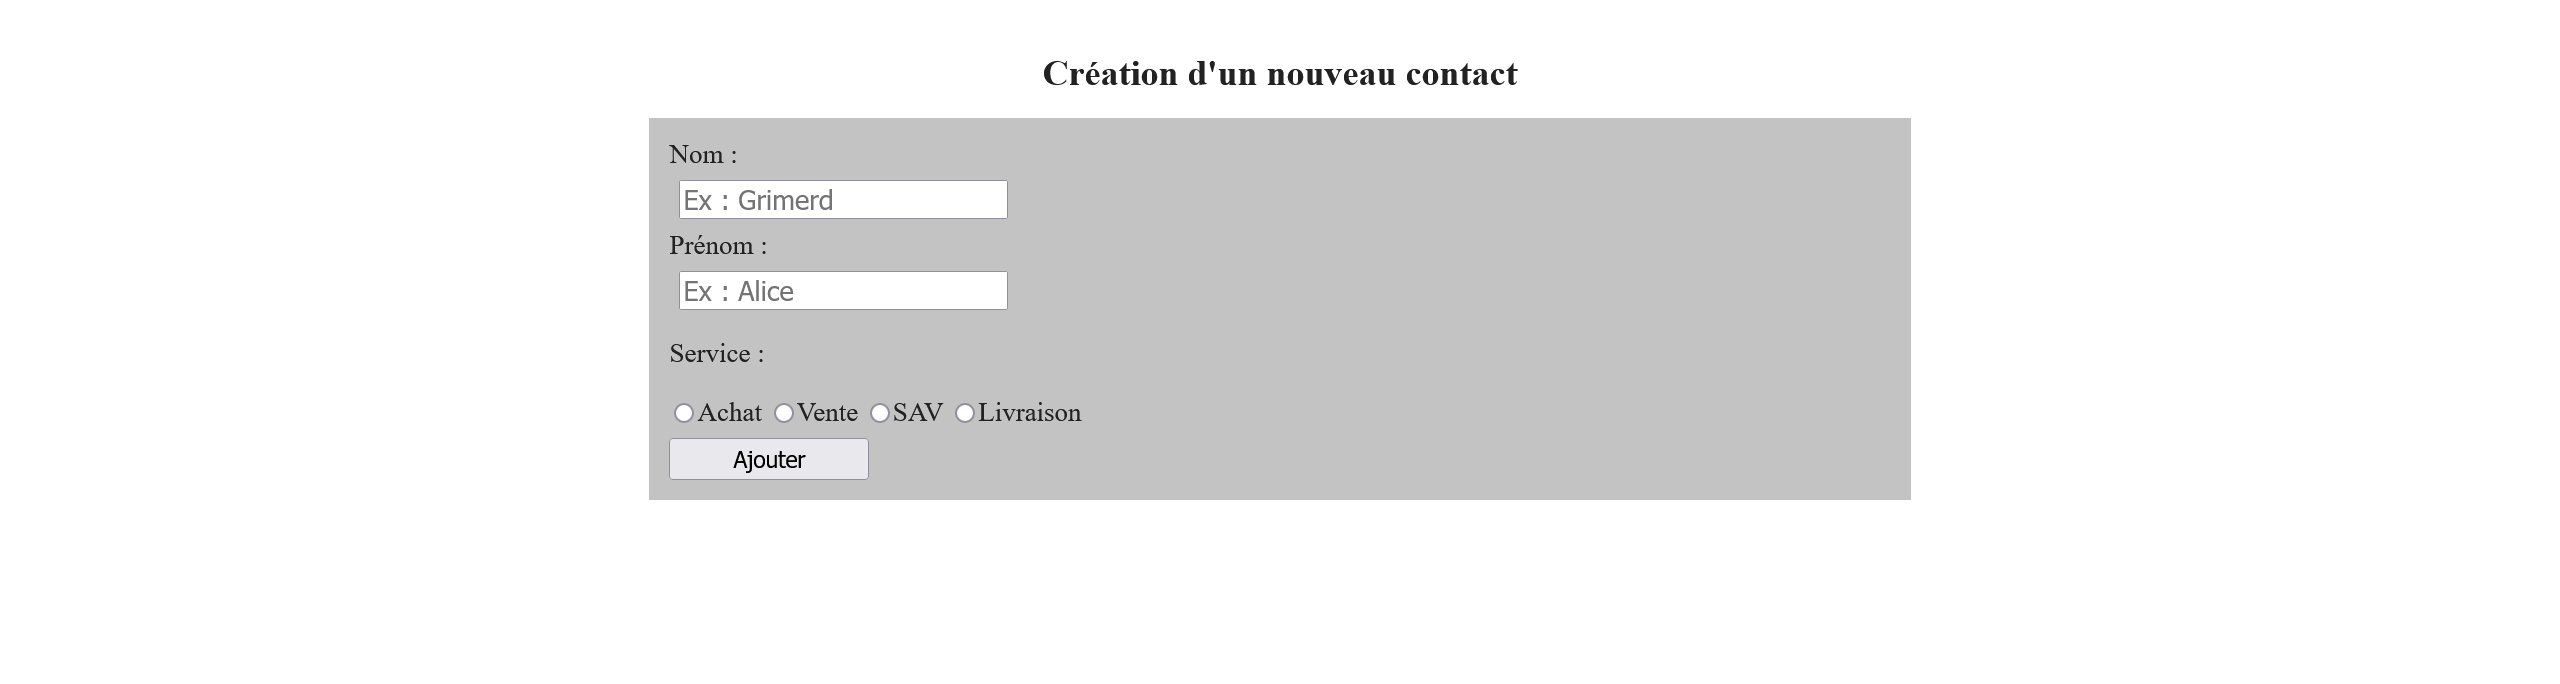 Création d'un nouveau contact
Nom :
Ex : Grimerd
Prénom :
Ex : Alice
Service :
Achat Vente SAV Livraison
Ajouter